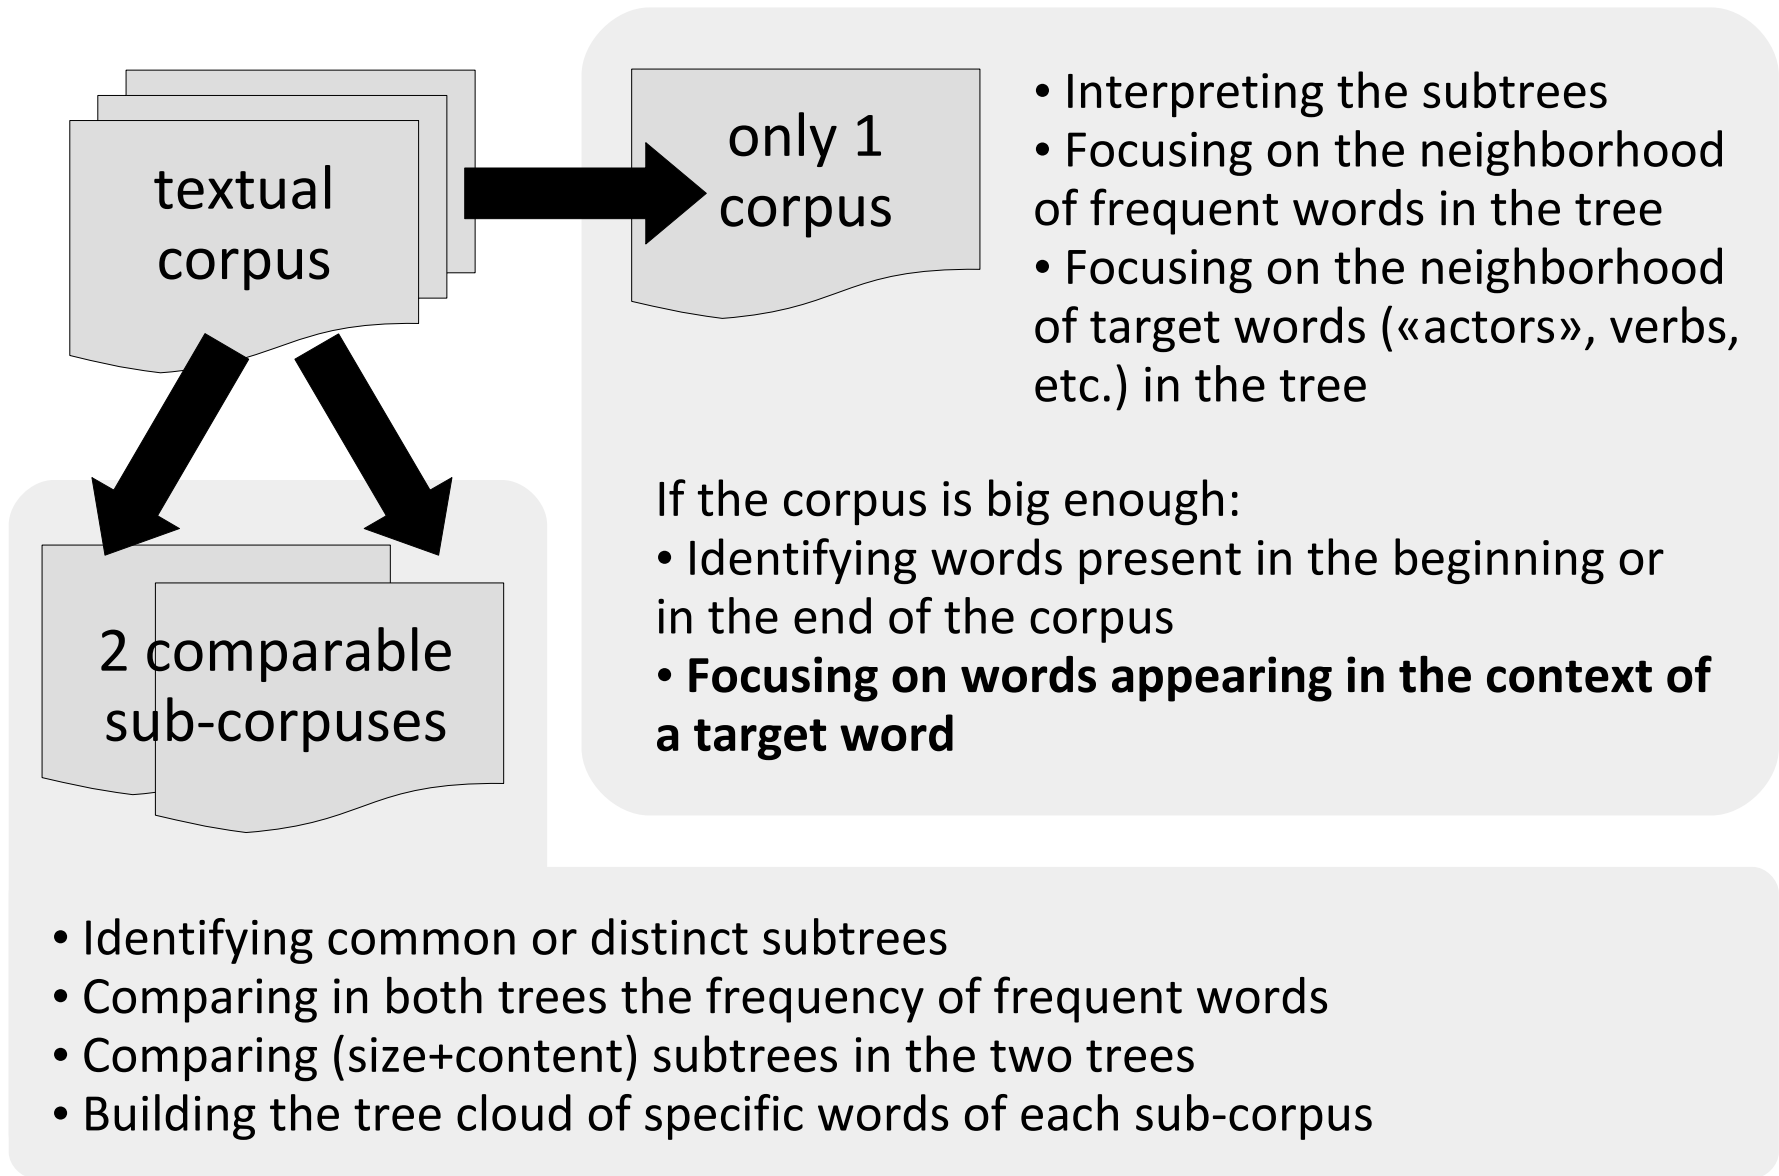 textual
corpus
only 1
corpus
• Interpreting the subtrees
• Focusing on the neighborhood
of frequent words in the tree
• Focusing on the neighborhood
of target words («actors», verbs,
etc.) in the tree
If the corpus is big enough:
• Identifying words present in the beginning or
in the end of the corpus
• Focusing on words appearing in the context of
a target word
2 comparable
sub-corpuses
• Identifying common or distinct subtrees
• Comparing in both trees the frequency of frequent words
• Comparing (size+content) subtrees in the two trees
• Building the tree cloud of specific words of each sub-corpus